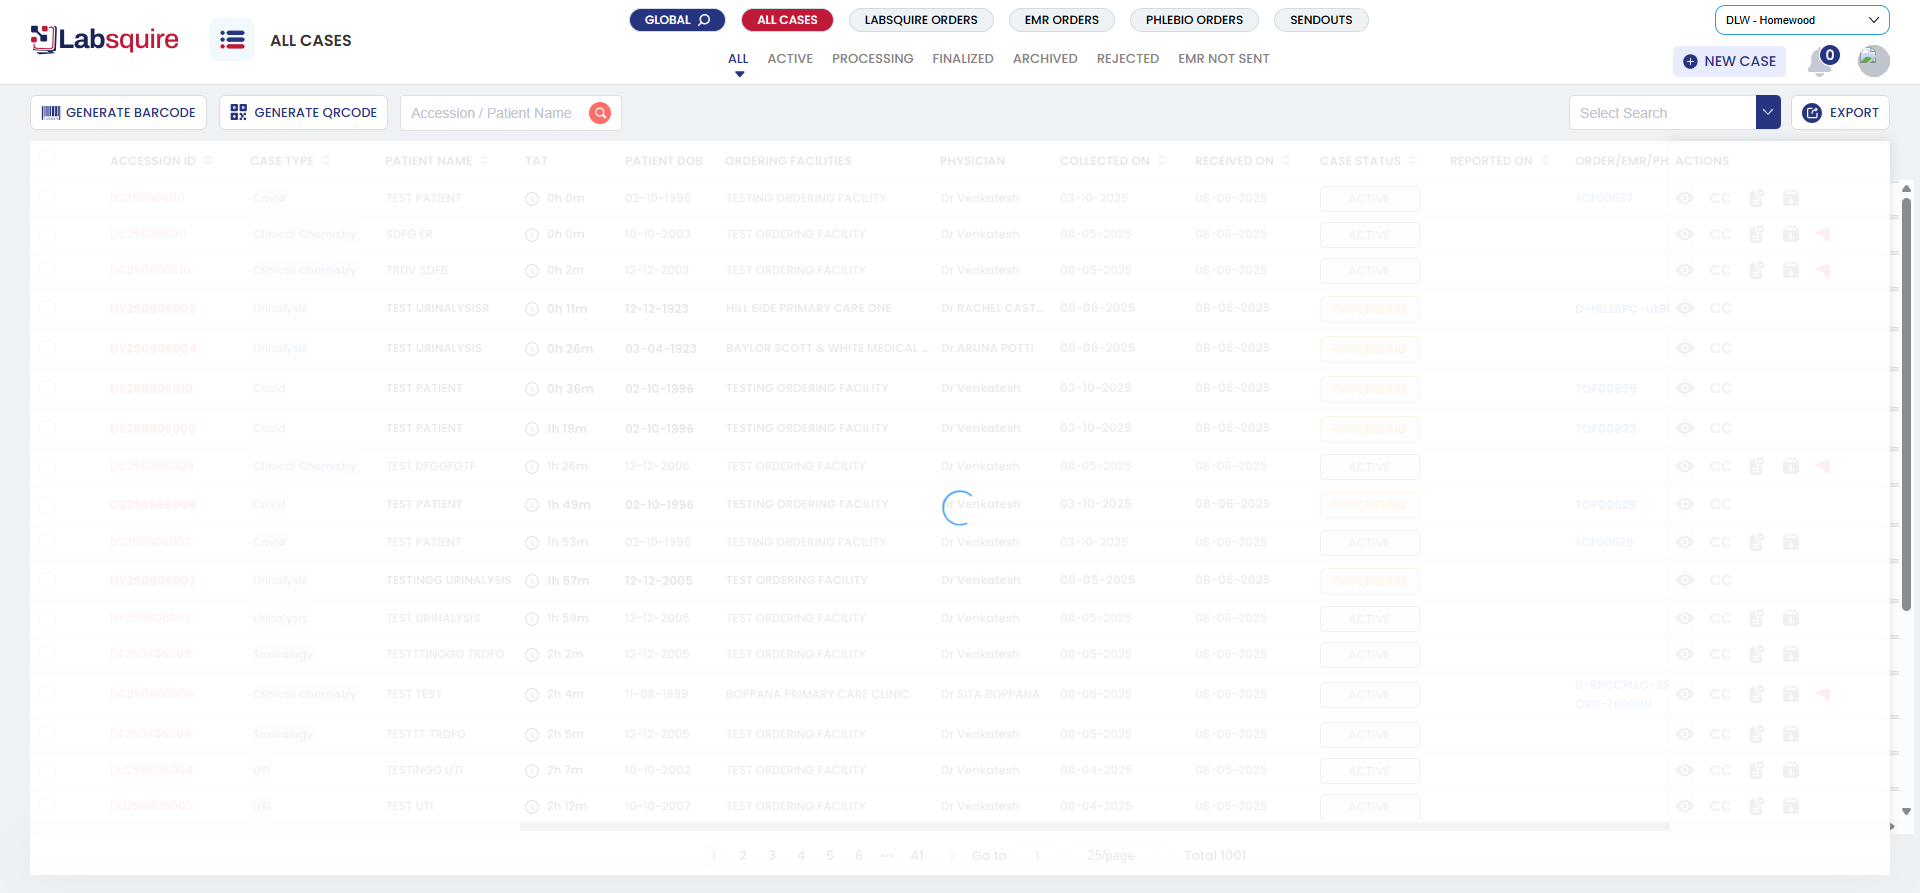 Labsquire
ALL CASES
GLOBAL
ALL CASES
LABSQUIRE ORDERS
EMR ORDERS
PHLEBIO ORDERS
SENDOUTS
DLW - Homewood
ALL
ACTIVE
PROCESSING
FINALIZED
ARCHIVED
REJECTED
EMR NOT SENT
NEW CASE
0
GENERATE BARCODE
GENERATE QRCODE
Accession / Patient Name
Select Search
EXPORT
ACCESSION ID CASE TYPE PATIENT NAME TAT PATIENT DOB ORDERING FACILITIES PHYSICIAN COLLECTED ON RECEIVED ON CASE STATUS REPORTED ON ORDER/EMR/PH ACTIONS
DS250806011 Covid TEST PATIENT 0h 0m 02-10-1996 TESTING ORDERING FACILITY Dr Venkatesh 03-10-2025 08-06-2025 ACTIVE TOF00637 CC
DC250806011 Clinical Chemistry SDFG ER 0h 0m 10-10-2003 TEST ORDERING FACILITY Dr Venkatesh 08-05-2025 08-06-2025 ACTIVE CC
DC250806010 Clinical Chemistry TRDV SDFB 0h 2m 12-12-2003 TEST ORDERING FACILITY Dr Venkatesh 08-05-2025 08-06-2025 ACTIVE CC
DY250806005 Urinalysis TEST URINALYSISR 0h 11m 12-12-1923 HILL SIDE PRIMARY CARE ONE Dr RACHEL CAST... 08-06-2025 08-06-2025 PROCESSING D-HILLSPC-ut90 CC
DY250806004 Urinalysis TEST URINALYSIS 0h 26m 03-04-1923 BAYLOR SCOTT & WHITE MEDICAL ... Dr ARUNA POTTI 08-06-2025 08-06-2025 PROCESSING CC
DS250806010 Covid TEST PATIENT 0h 36m 02-10-1996 TESTING ORDERING FACILITY Dr Venkatesh 03-10-2025 08-06-2025 PROCESSING TOF00635 CC
DS250806009 Covid TEST PATIENT 1h 19m 02-10-1996 TESTING ORDERING FACILITY Dr Venkatesh 03-10-2025 08-06-2025 PROCESSING TOF00633 CC
DC250806009 Clinical Chemistry TEST DFGGFGTF 1h 26m 12-12-2006 TEST ORDERING FACILITY Dr Venkatesh 08-05-2025 08-06-2025 ACTIVE CC
DS250806008 Covid TEST PATIENT 1h 49m 02-10-1996 TESTING ORDERING FACILITY Dr Venkatesh 03-10-2025 08-06-2025 PROCESSING TOF00629 CC
DS250806007 Covid TEST PATIENT 1h 53m 02-10-1996 TESTING ORDERING FACILITY Dr Venkatesh 03-10-2025 08-06-2025 ACTIVE TOF00628 CC
DY250806003 Urinalysis TESTINGG URINALYSIS 1h 57m 12-12-2005 TEST ORDERING FACILITY Dr Venkatesh 08-05-2025 08-06-2025 PROCESSING CC
DY250806002 Urinalysis TEST URINALYSIS 1h 59m 12-12-2005 TEST ORDERING FACILITY Dr Venkatesh 08-05-2025 08-06-2025 ACTIVE CC
DT250806005 Toxicology TESTTTINGGG TRDFG 2h 2m 12-12-2005 TEST ORDERING FACILITY Dr Venkatesh 08-05-2025 08-06-2025 ACTIVE CC
DC250806008 Clinical Chemistry TEST TEST 2h 4m 11-08-1999 BOPPANA PRIMARY CARE CLINIC Dr SITA BOPPANA 08-06-2025 08-06-2025 ACTIVE D-BPCCPLLC-25 CC
ORD-70001111
DT250806004 Toxicology TESTTT TRDFG 2h 5m 12-12-2005 TEST ORDERING FACILITY Dr Venkatesh 08-05-2025 08-06-2025 ACTIVE CC
DU250806004 UTI TESTINGG UTI 2h 7m 10-10-2002 TEST ORDERING FACILITY Dr Venkatesh 08-04-2025 08-05-2025 ACTIVE CC
DU250806003 UTI TEST UTI 2h 12m 10-10-2002 TEST ORDERING FACILITY Dr Venkatesh 08-04-2025 08-05-2025 ACTIVE CC
1 2 3 4 5 6 ••• 41 Go to 1 25/page Total 1001